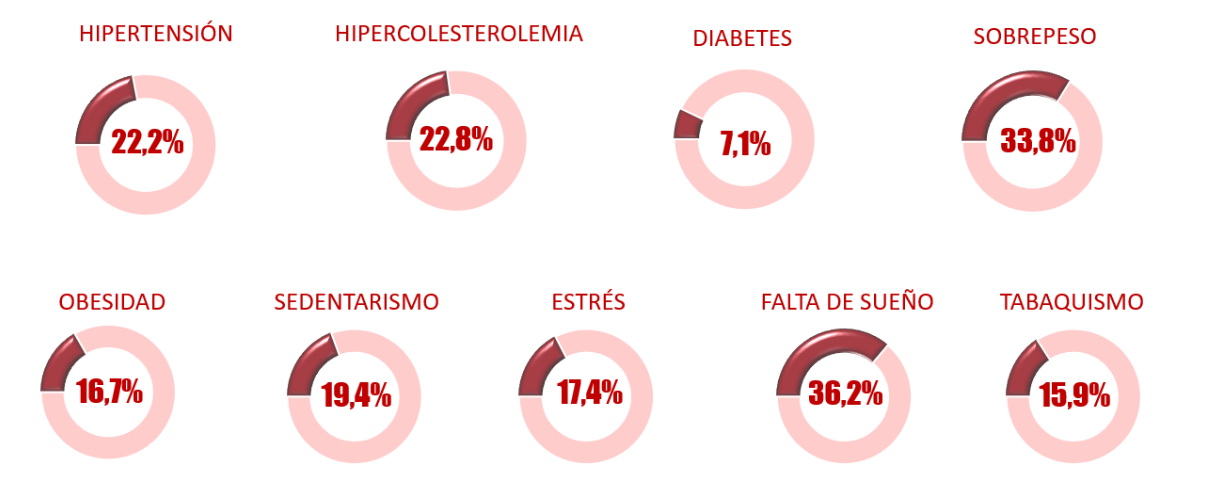 HIPERTENSIÓN
22,2%
HIPERCOLESTEROLEMIA
22,8%
DIABETES
7,1%
SOBREPESO
33,8%
OBESIDAD
16,7%
SEDENTARISMO
19,4%
ESTRÉS
17,4%
FALTA DE SUEÑO
36,2%
TABAQUISMO
15,9%